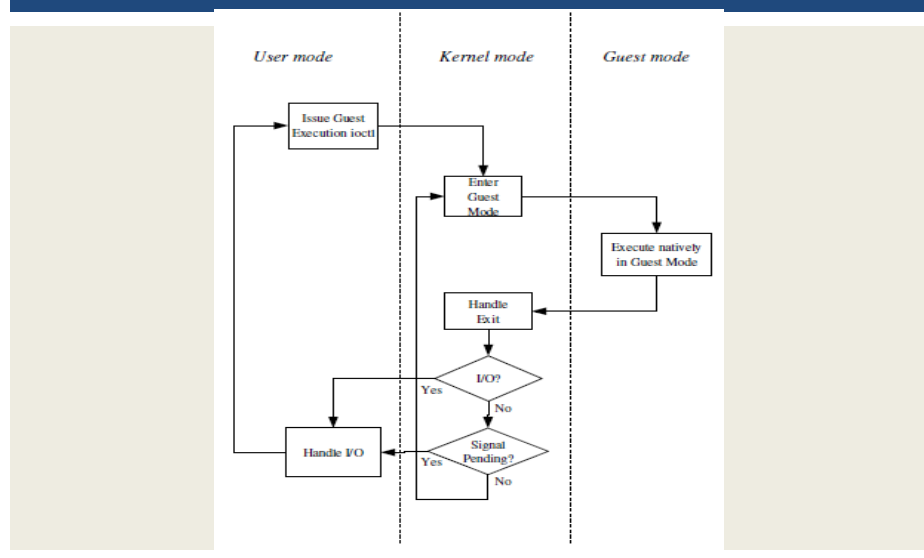 User mode
Kernel mode
Guest mode
Issue Guest
Execution ioctl
Enter
Guest
Mode
Execute natively
in Guest Mode
Handle
Exit
I/O?
Yes
No
Handle I/O
Signal
Pending?
Yes
No